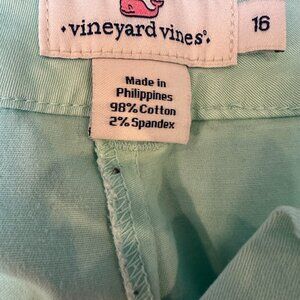 vineyard vines®
16
Made in
Philippines
98% Cotton
2% Spandex